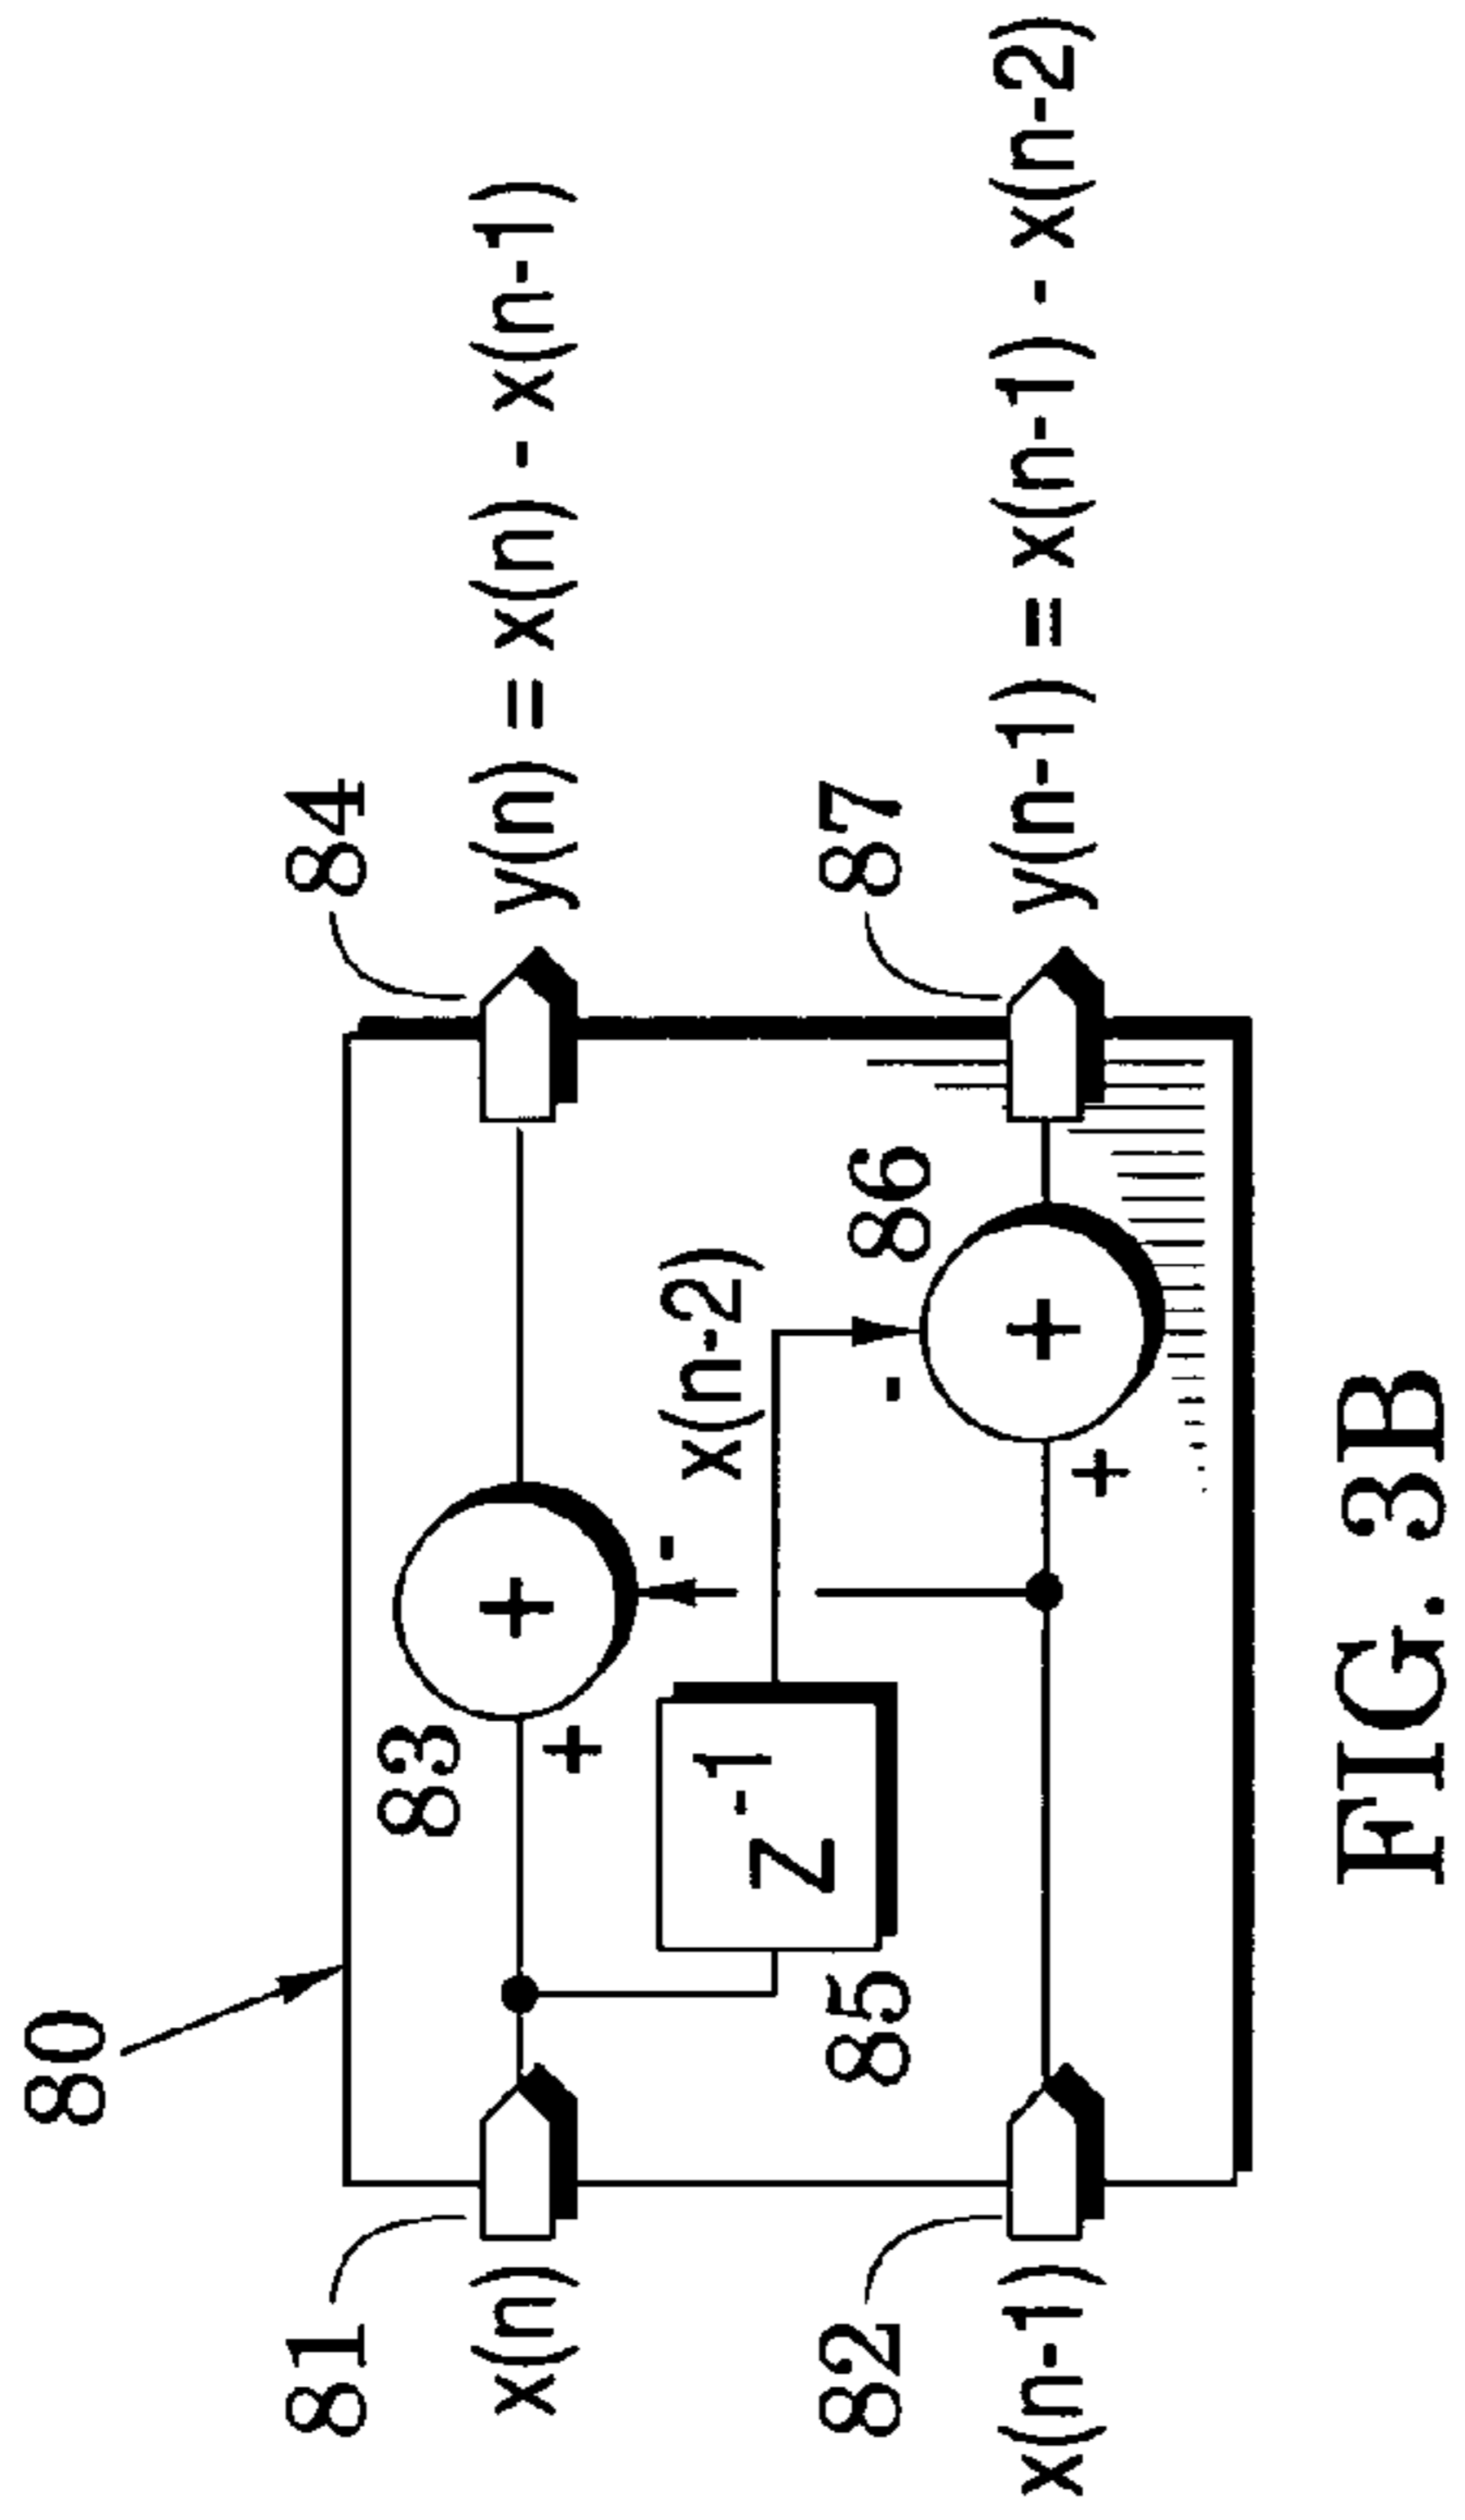 80
81
x(n)
83
+
+
-
84
y(n) = x(n) - x(n-1)
85
z-1
x(n-2)
86
-
+
+
82
x(n-1)
87
y(n-1) = x(n-1) - x(n-2)
FIG. 3B